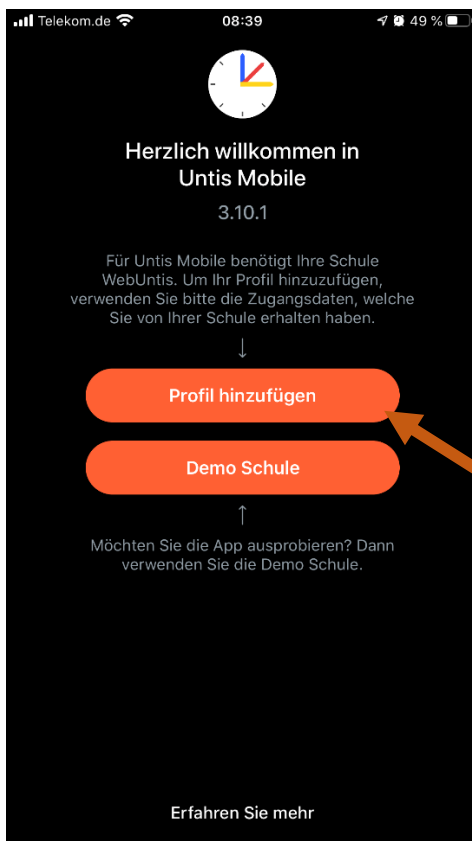 Telekom.de 08:39 49 %
Herzlich willkommen in
Untis Mobile
3.10.1
Für Untis Mobile benötigt Ihre Schule
WebUntis. Um Ihr Profil hinzuzufügen,
verwenden Sie bitte die Zugangsdaten, welche
Sie von Ihrer Schule erhalten haben.
↓
Profil hinzufügen
Demo Schule
↑
Möchten Sie die App ausprobieren? Dann
verwenden Sie die Demo Schule.
Erfahren Sie mehr